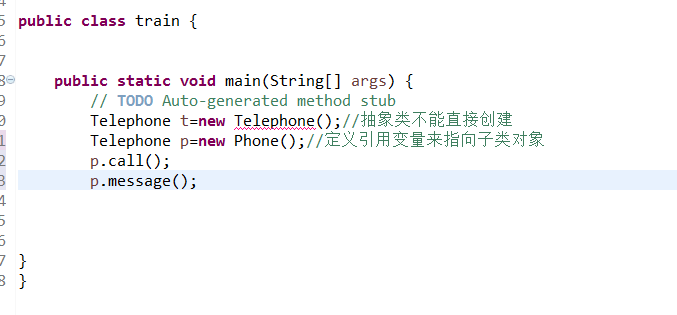 5 public class train {
6
7
8 public static void main(String[] args) {
9 // TODO Auto-generated method stub
0 Telephone t=new Telephone();//抽象类不能直接创建
1 Telephone p=new Phone();//定义引用变量来指向子类对象
2 p.call();
3 p.message();
4
5
6
7 }
8 }